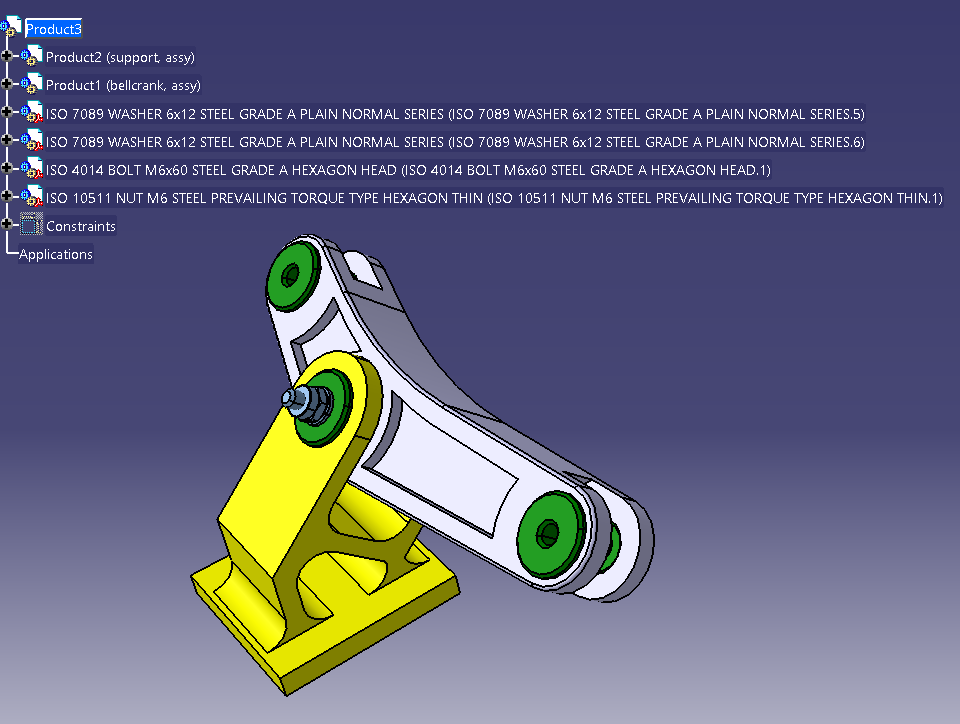 Product3
Product2 (support, assy)
Product1 (bellcrank, assy)
ISO 7089 WASHER 6x12 STEEL GRADE A PLAIN NORMAL SERIES (ISO 7089 WASHER 6x12 STEEL GRADE A PLAIN NORMAL SERIES.5)
ISO 7089 WASHER 6x12 STEEL GRADE A PLAIN NORMAL SERIES (ISO 7089 WASHER 6x12 STEEL GRADE A PLAIN NORMAL SERIES.6)
ISO 4014 BOLT M6x60 STEEL GRADE A HEXAGON HEAD (ISO 4014 BOLT M6x60 STEEL GRADE A HEXAGON HEAD.1)
ISO 10511 NUT M6 STEEL PREVAILING TORQUE TYPE HEXAGON THIN (ISO 10511 NUT M6 STEEL PREVAILING TORQUE TYPE HEXAGON THIN.1)
Constraints
Applications